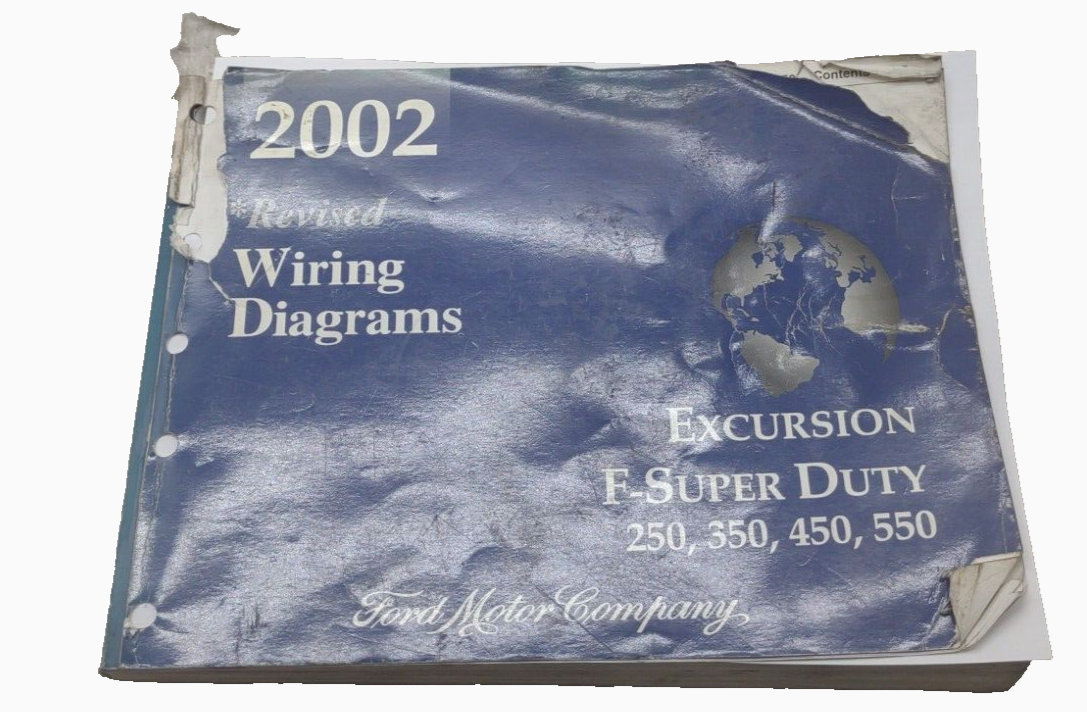 Contents
2002
*Revised
Wiring
Diagrams
EXCURSION
F-SUPER DUTY
250, 350, 450, 550
Ford Motor Company